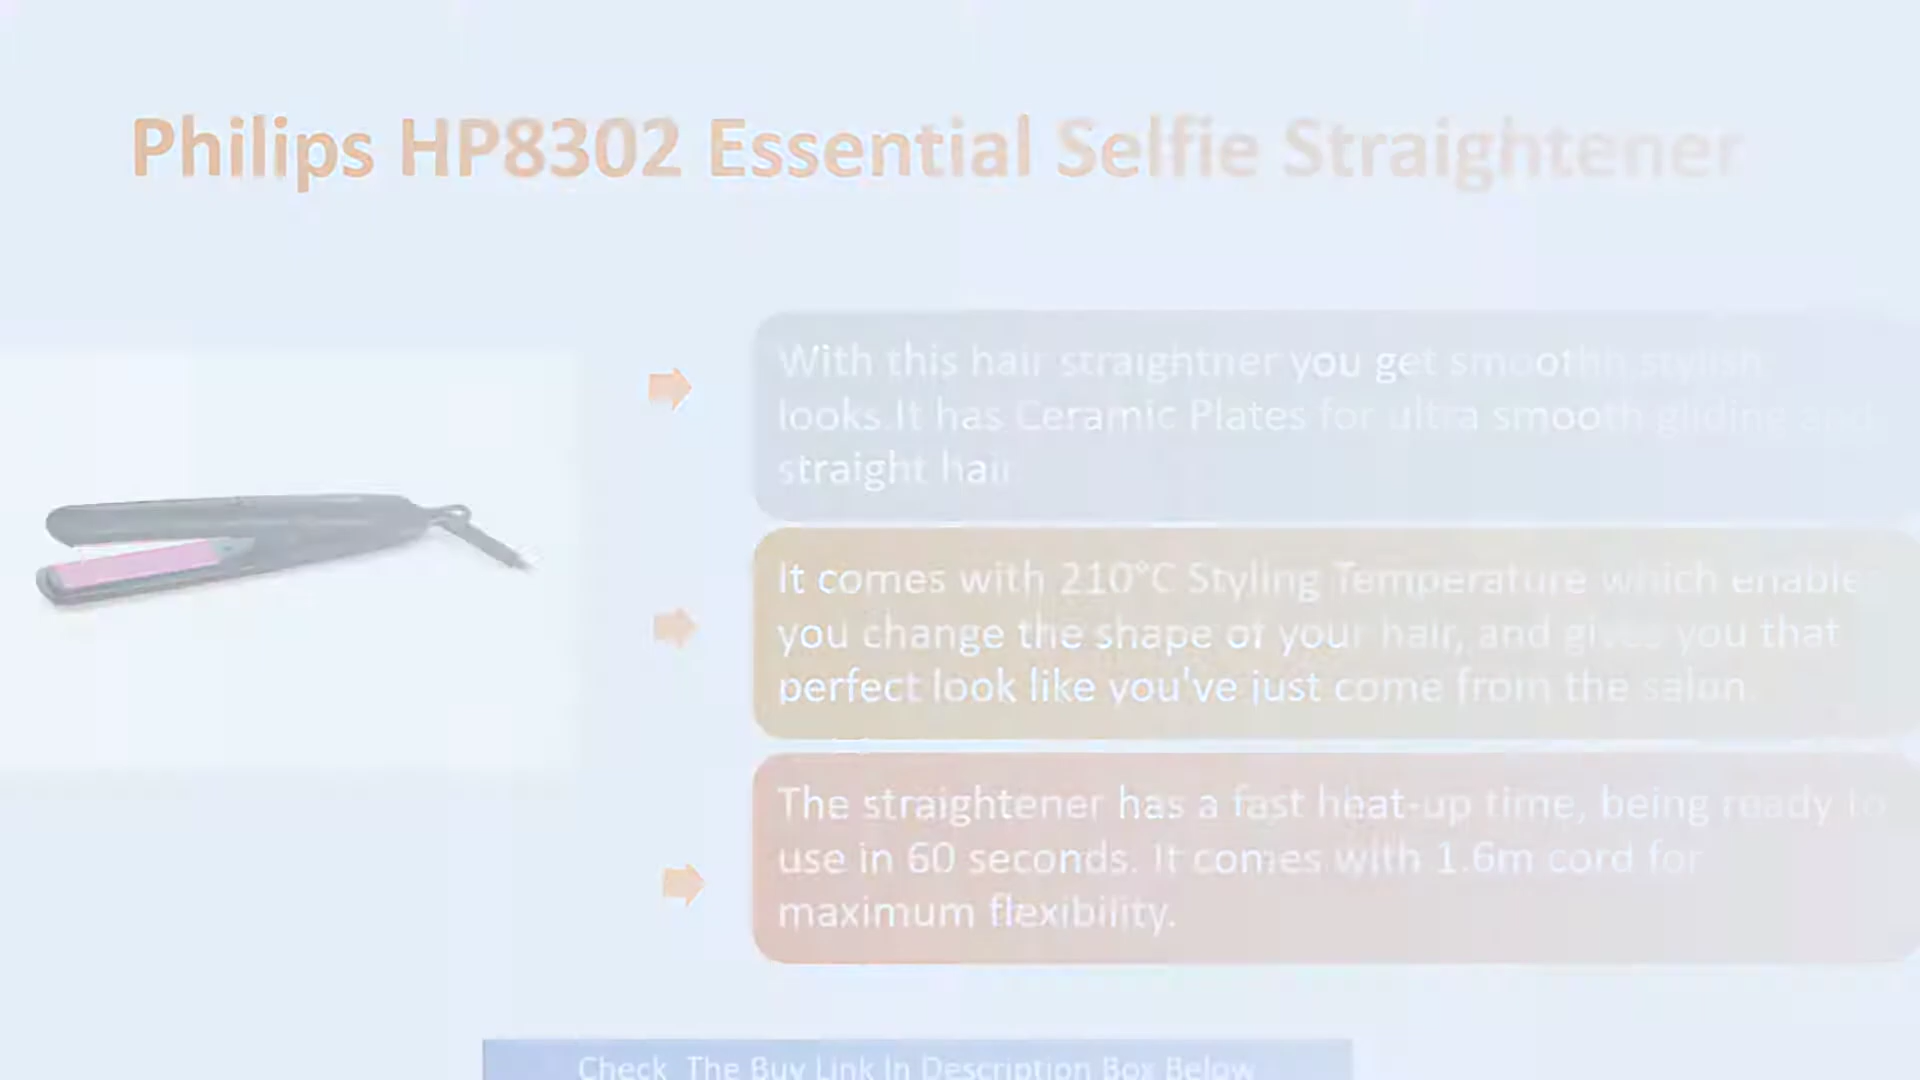 Philips HP8302 Essential Selfie Straightener
With this hair straightner you get smoothn,stylish
looks.It has Ceramic Plates for ultra smooth gliding and
straight hair
It comes with 210°C Styling Temperature which enable
you change the shape of your hair, and gives you that
perfect look like you've just come from the salon.
The straightener has a fast heat-up time, being ready to
use in 60 seconds. It comes with 1.6m cord for
maximum flexibility.
Check The Buy Link In Description Box Below